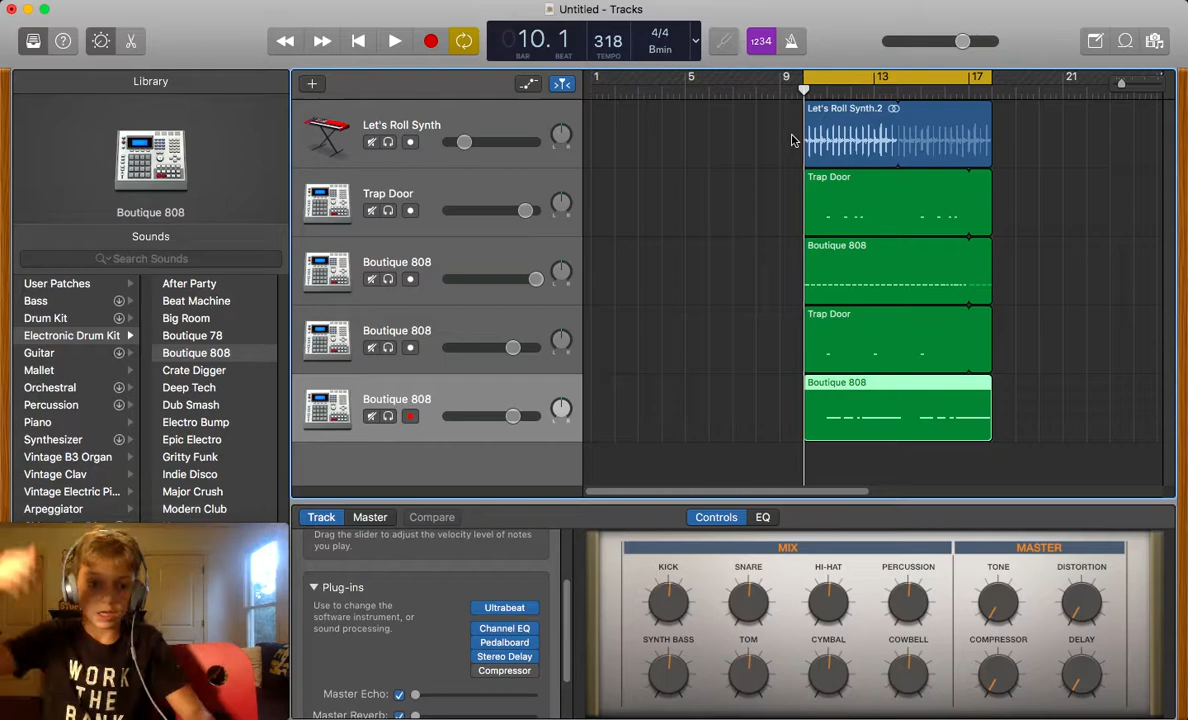 Untitled - Tracks
10. 1
BAR
BEAT
318
TEMPO
4/4
Bmin
1234
Library
Boutique 808
Sounds
Search Sounds
User Patches
Bass
Drum Kit
Electronic Drum Kit
Guitar
Mallet
Orchestral
Percussion
Piano
Synthesizer
Vintage B3 Organ
Vintage Clav
Vintage Electric Pi...
Arpeggiator
After Party
Beat Machine
Big Room
Boutique 78
Boutique 808
Crate Digger
Deep Tech
Dub Smash
Electro Bump
Epic Electro
Gritty Funk
Indie Disco
Major Crush
Modern Club
1
5
9
13
17
21
Let's Roll Synth
L R
Let's Roll Synth.2
Trap Door
L R
Trap Door
Boutique 808
L R
Boutique 808
Boutique 808
L R
Trap Door
Boutique 808
L R
Boutique 808
Track
Master
Compare
Controls
EQ
Drag the slider to adjust the velocity level of notes
you play.
Plug-ins
Use to change the
software instrument, or
sound processing.
Ultrabeat
Channel EQ
Pedalboard
Stereo Delay
Compressor
Master Echo:
Master Reverb:
MIX
MASTER
KICK
SNARE
HI-HAT
PERCUSSION
TONE
DISTORTION
SYNTH BASS
TOM
CYMBAL
COWBELL
COMPRESSOR
DELAY
WORK
THE